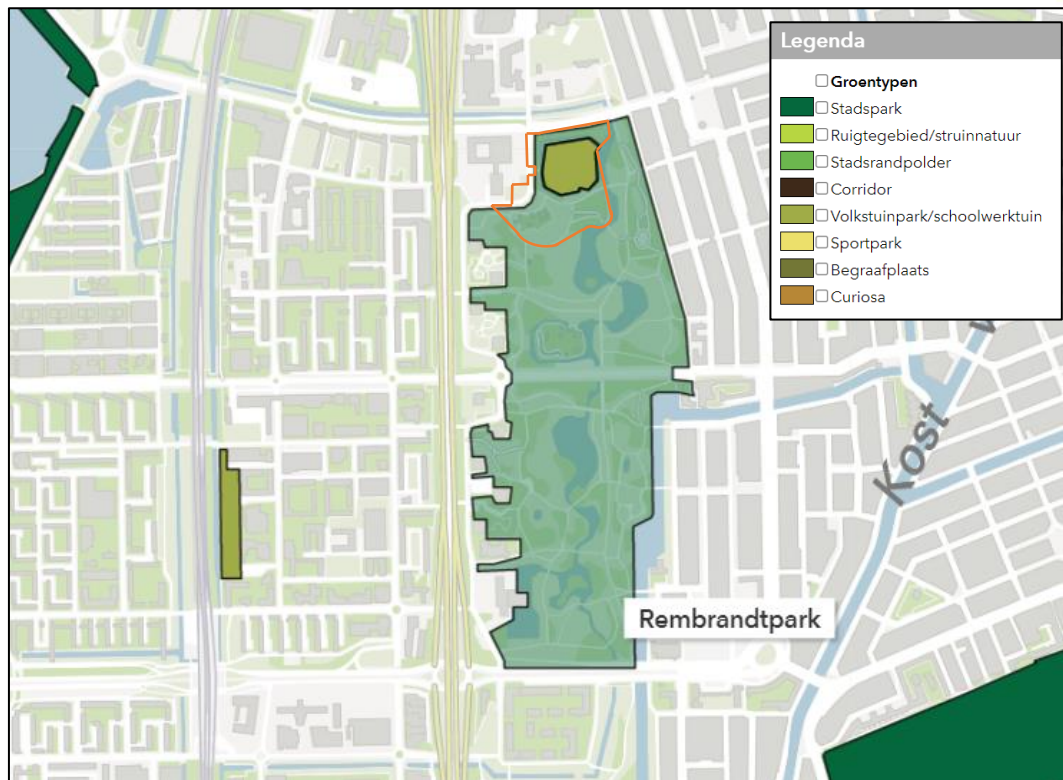 Legenda
Groentypen
Stadspark
Ruigtegebied/struinnatuur
Stadsrandpolder
Corridor
Volkstuinpark/schoolwerktuin
Sportpark
Begraafplaats
Curiosa
Kost
Rembrandtpark